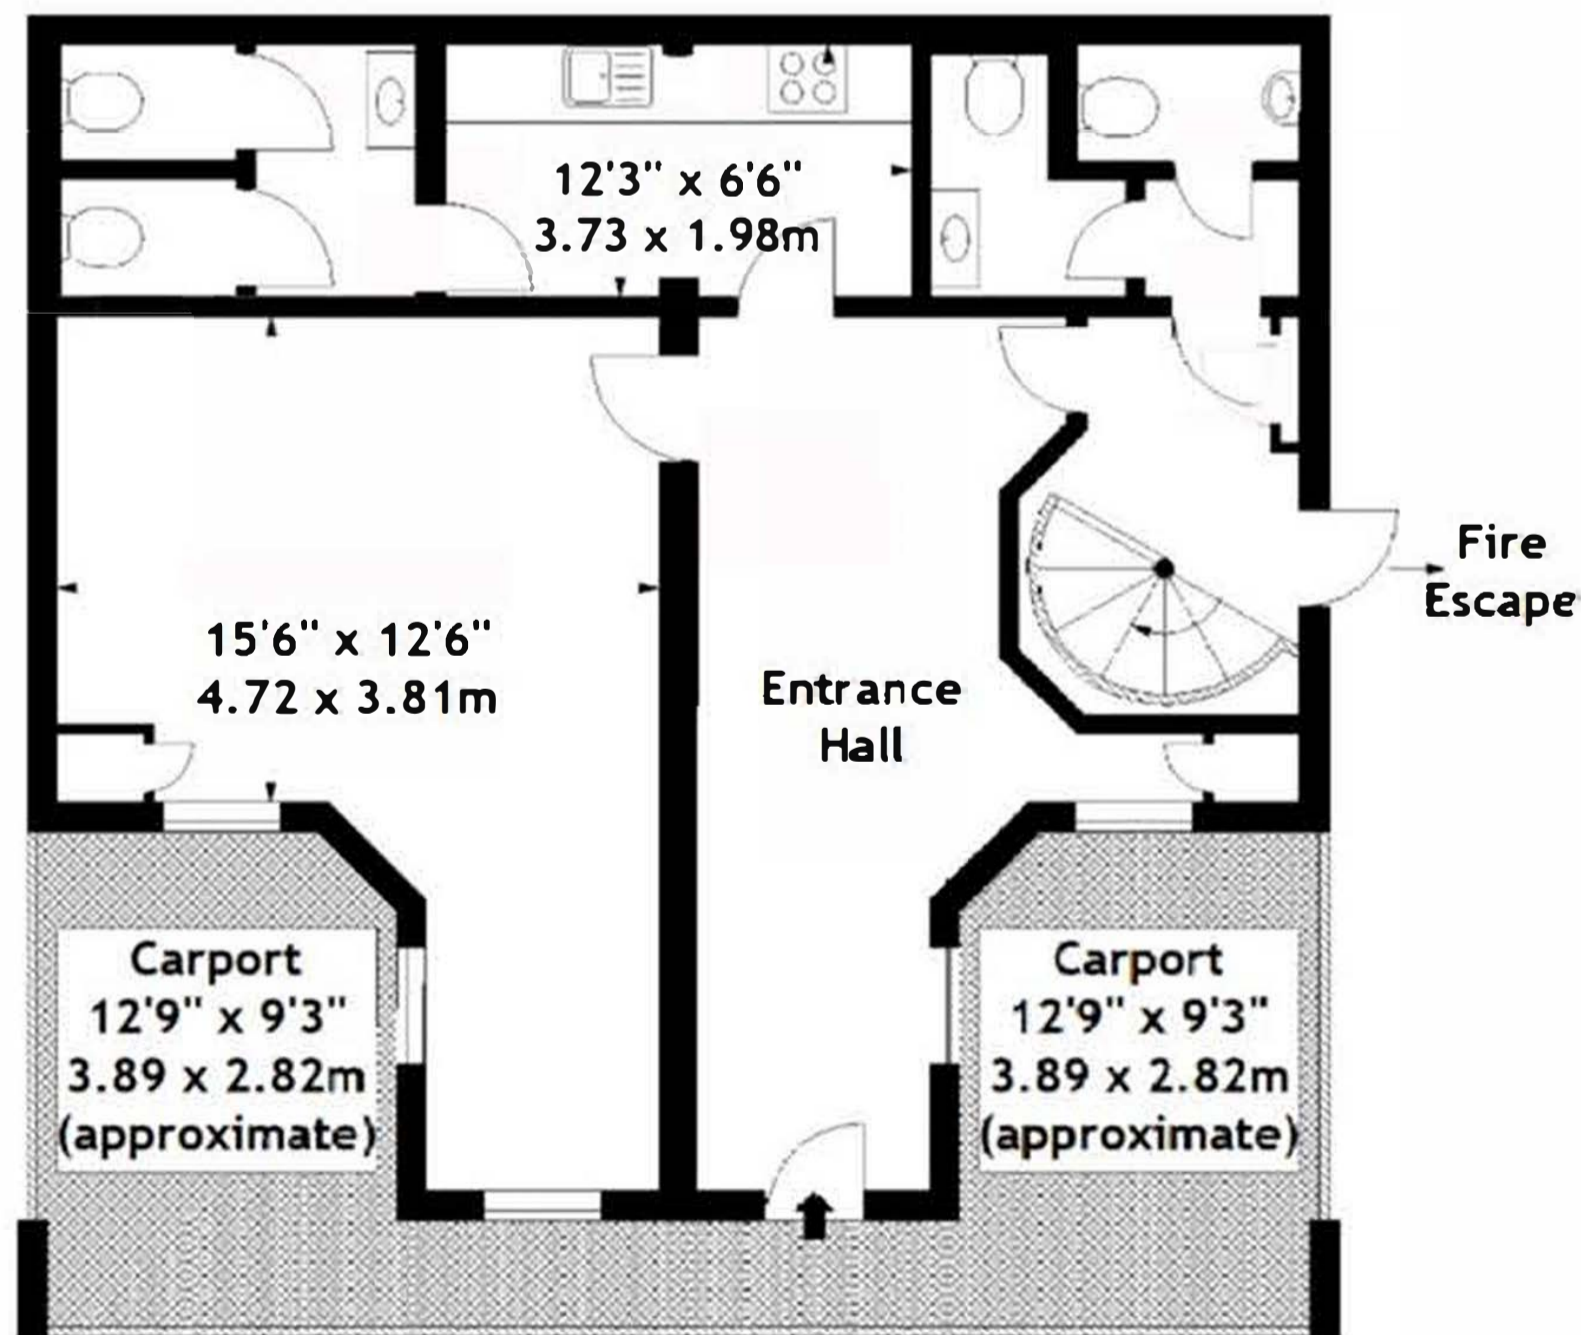 12'3" x 6'6"
3.73 x 1.98m
Fire
Escape
15'6" x 12'6"
4.72 x 3.81m
Entrance
Hall
Carport
12'9" x 9'3"
3.89 x 2.82m
(approximate)
Carport
12'9" x 9'3"
3.89 x 2.82m
(approximate)